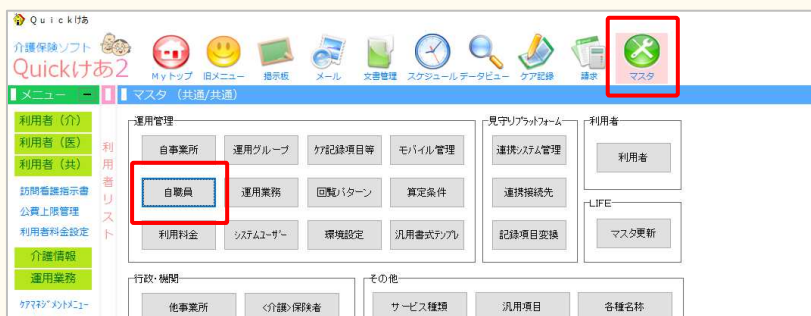 Quickけあ
介護保険ソフト
Quickけあ2
Myトップ
旧メニュー
掲示板
メール
文書管理
スケジュール
データビュー
ケア記録
請求
マスタ
メニュー
マスタ (共通/共通)
利用者(介)
利用者(医)
利用者(共)
訪問看護指示書
公費上限管理
利用者料金設定
介護情報
運用業務
ケアマネジメントメニュー
利用者リスト
運用管理
自事業所
運用グループ
ケア記録項目等
モバイル管理
自職員
運用業務
回覧パターン
算定条件
利用料金
システムユーザー
環境設定
汎用書式テンプレ
見守りプラットフォーム
連携システム管理
連携接続先
記録項目変換
利用者
利用者
LIFE
マスタ更新
行政・機関
他事業所
<介護>保険者
その他
サービス種類
汎用項目
各種名称